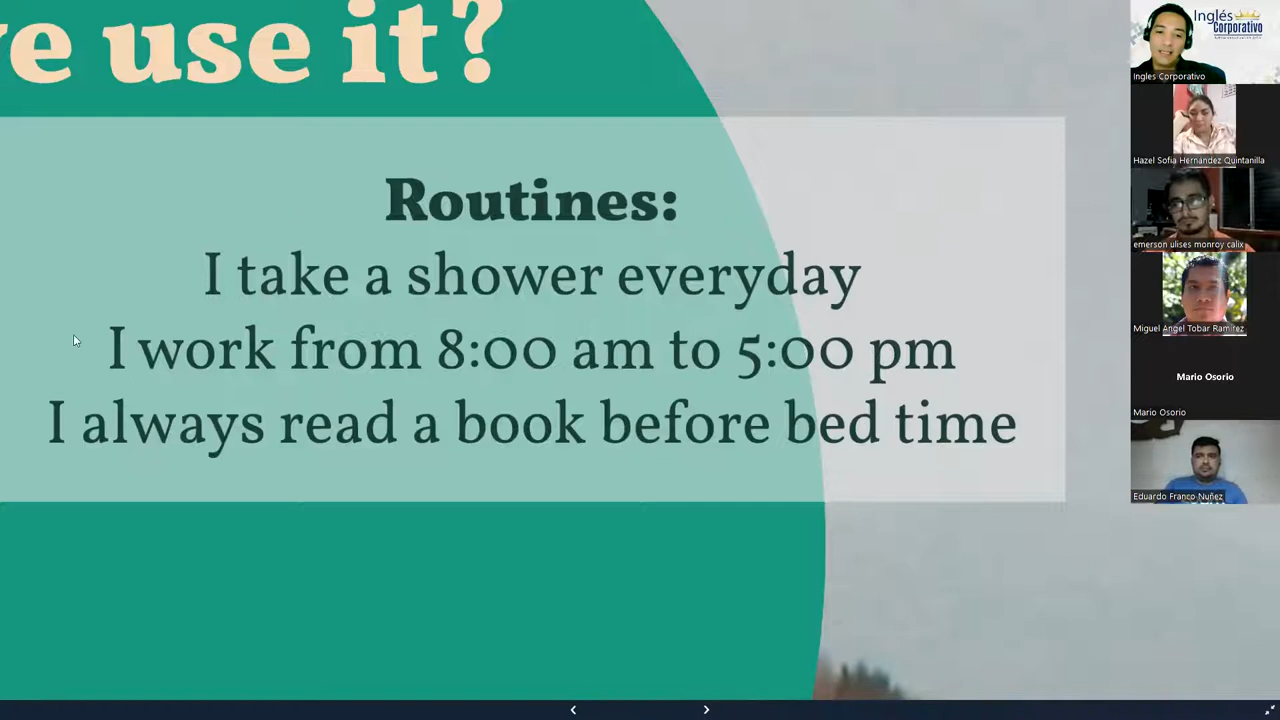 e use it?
Routines:
I take a shower everyday
I work from 8:00 am to 5:00 pm
I always read a book before bed time
Inglés
Corporativo
Ingles Corporativo
Hazel Sofia Hernández Quintanilla
emerson ulises monroy calix
Miguel Angel Tobar Ramirez
Mario Osorio
Mario Osorio
Eduardo Franco Nuñez